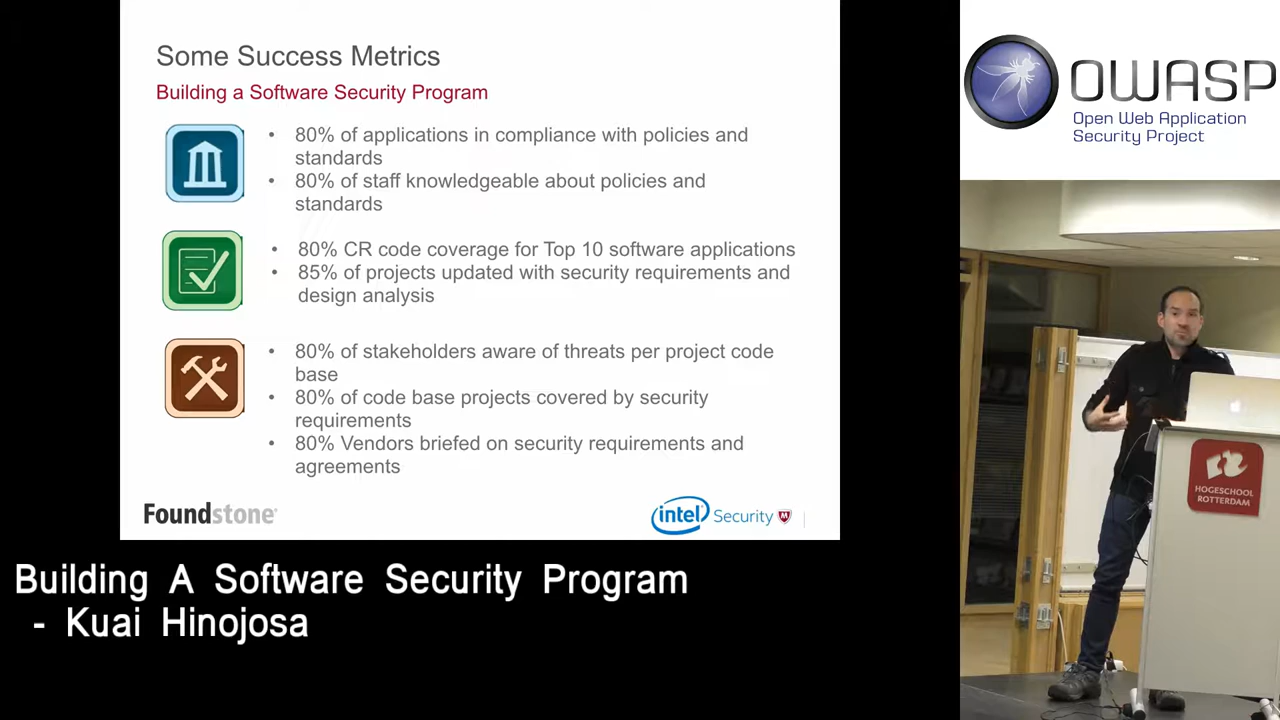 Some Success Metrics
Building a Software Security Program
• 80% of applications in compliance with policies and
standards
• 80% of staff knowledgeable about policies and
standards
• 80% CR code coverage for Top 10 software applications
• 85% of projects updated with security requirements and
design analysis
• 80% of stakeholders aware of threats per project code
base
• 80% of code base projects covered by security
requirements
• 80% Vendors briefed on security requirements and
agreements
Foundstone
intel Security
Building A Software Security Program
- Kuai Hinojosa
OWASP
Open Web Application
Security Project
HOGESCHOOL
ROTTERDAM